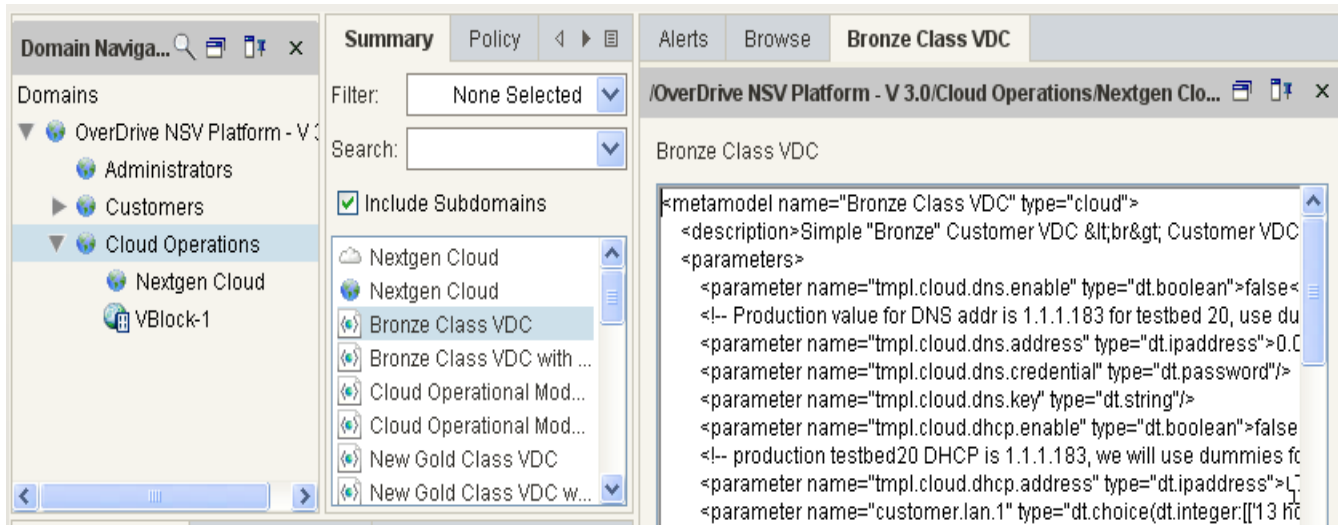 Domain Naviga...
Domains
OverDrive NSV Platform - V 3
Administrators
Customers
Cloud Operations
Nextgen Cloud
VBlock-1
Summary Policy
Filter: None Selected
Search:
Include Subdomains
Nextgen Cloud
Nextgen Cloud
Bronze Class VDC
Bronze Class VDC with ...
Cloud Operational Mod...
Cloud Operational Mod...
New Gold Class VDC
New Gold Class VDC w...
Alerts Browse Bronze Class VDC
/OverDrive NSV Platform - V 3.0/Cloud Operations/Nextgen Clo...
Bronze Class VDC
<metamodel name="Bronze Class VDC" type="cloud">
<description>Simple "Bronze" Customer VDC &lt;br&gt; Customer VDC
<parameters>
<parameter name="tmpl.cloud.dns.enable" type="dt.boolean">false<
<!-- Production value for DNS addr is 1.1.1.183 for testbed 20, use du
<parameter name="tmpl.cloud.dns.address" type="dt.ipaddress">0.0
<parameter name="tmpl.cloud.dns.credential" type="dt.password"/>
<parameter name="tmpl.cloud.dns.key" type="dt.string"/>
<parameter name="tmpl.cloud.dhcp.enable" type="dt.boolean">false
<!-- production testbed20 DHCP is 1.1.1.183, we will use dummies fo
<parameter name="tmpl.cloud.dhcp.address" type="dt.ipaddress">
<parameter name="customer.lan.1" type="dt.choice(dt.integer:[['13